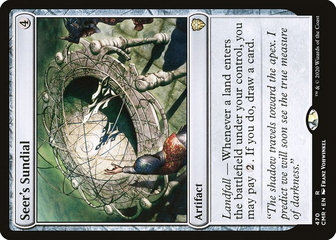 Seer's Sundial
4
Artifact
Landfall — Whenever a land enters
the battlefield under your control, you
may pay 2. If you do, draw a card.
"The shadow travels toward the apex. I
predict we will soon see the true measure
of darkness."
470 R
CMR • EN Franz Vohwinkel
™ & © 2020 Wizards of the Coast